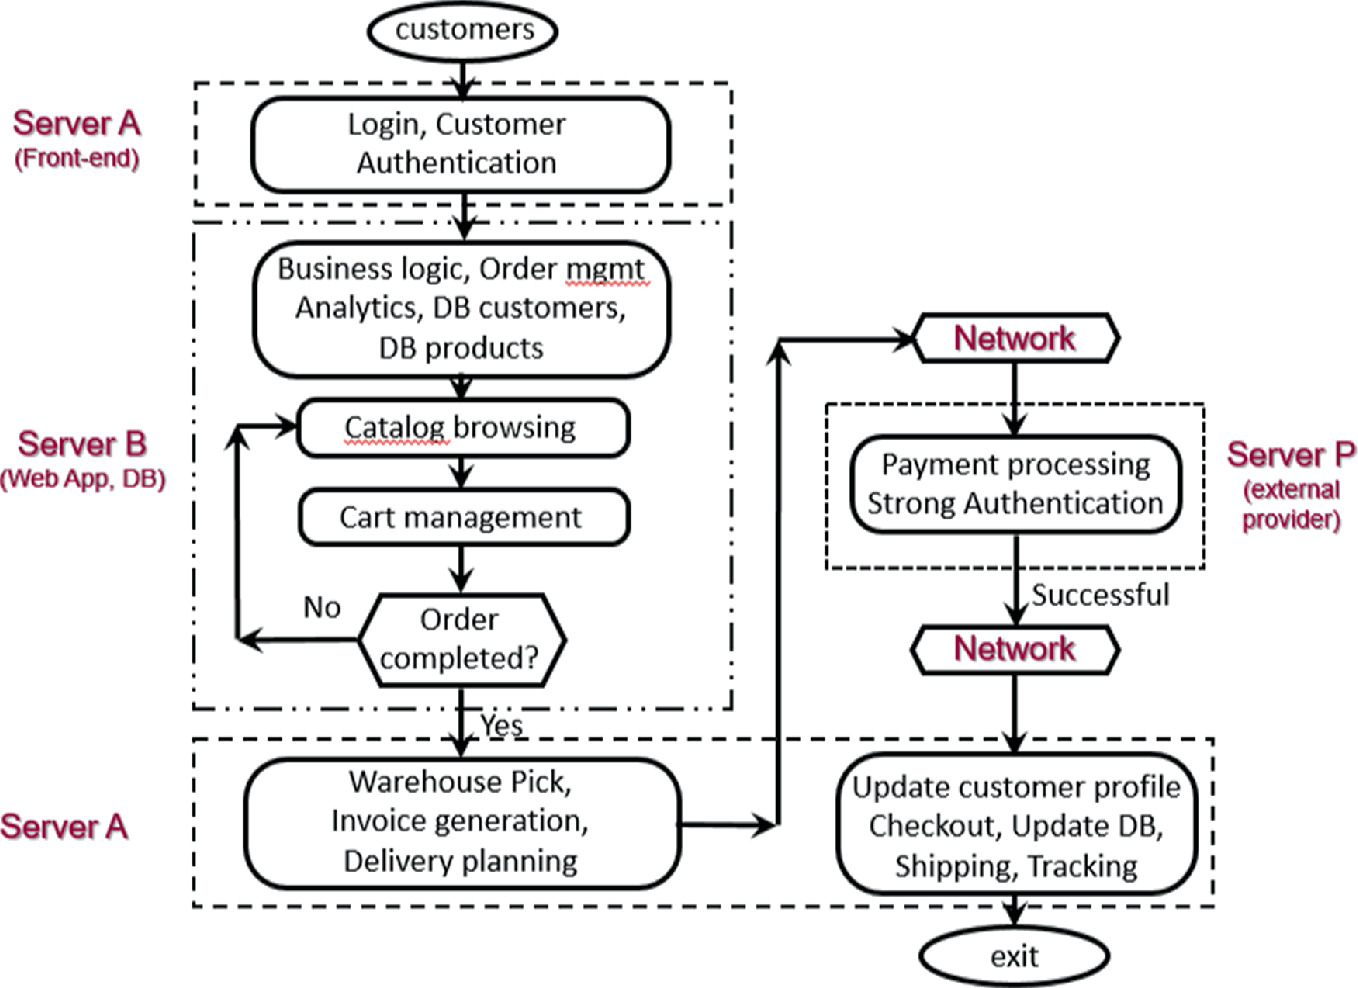 customers
Server A
(Front-end)
Login, Customer
Authentication
Business logic, Order mgmt
Analytics, DB customers,
DB products
Server B
(Web App, DB)
Catalog browsing
Cart management
No
Order
completed?
Yes
Server A
Warehouse Pick,
Invoice generation,
Delivery planning
Network
Payment processing
Strong Authentication
Server P
(external
provider)
Successful
Network
Update customer profile
Checkout, Update DB,
Shipping, Tracking
exit